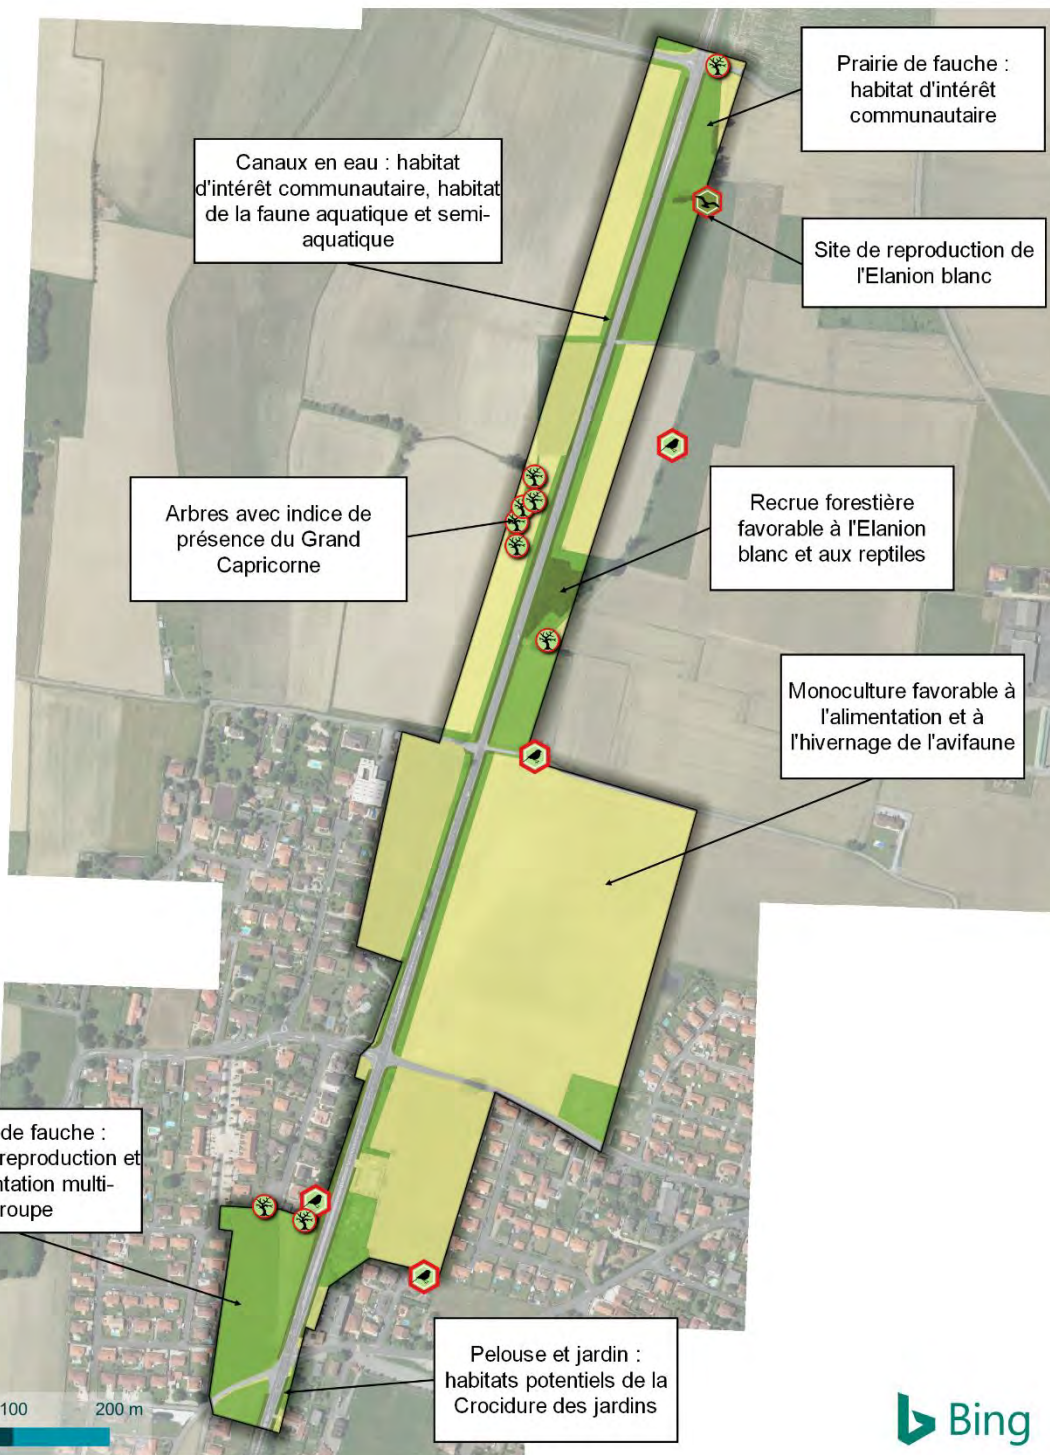 Prairie de fauche :
habitat d'intérêt
communautaire
Canaux en eau : habitat
d'intérêt communautaire, habitat
de la faune aquatique et semi-
aquatique
Site de reproduction de
l'Elanion blanc
Arbres avec indice de
présence du Grand
Capricorne
Recrue forestière
favorable à l'Elanion
blanc et aux reptiles
Monoculture favorable à
l'alimentation et à
l'hivernage de l'avifaune
de fauche :
reproduction et
ntation multi-
roupe
Pelouse et jardin :
habitats potentiels de la
Crocidure des jardins
100 200 m
Bing